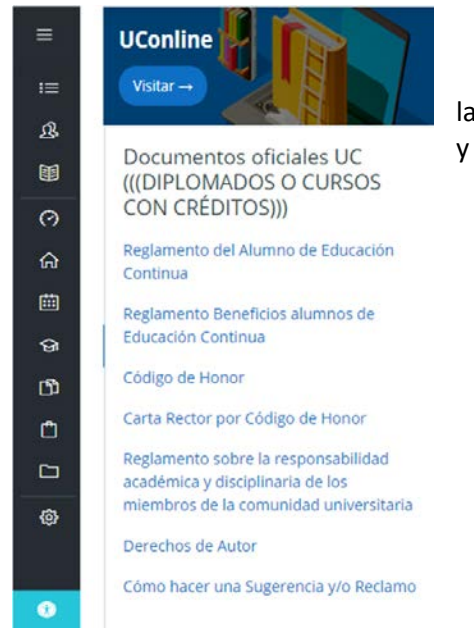 UConline
Visitar →
la
y
Documentos oficiales UC
(((DIPLOMADOS O CURSOS
CON CRÉDITOS)))
Reglamento del Alumno de Educación
Continua
Reglamento Beneficios alumnos de
Educación Continua
Código de Honor
Carta Rector por Código de Honor
Reglamento sobre la responsabilidad
académica y disciplinaria de los
miembros de la comunidad universitaria
Derechos de Autor
Cómo hacer una Sugerencia y/o Reclamo